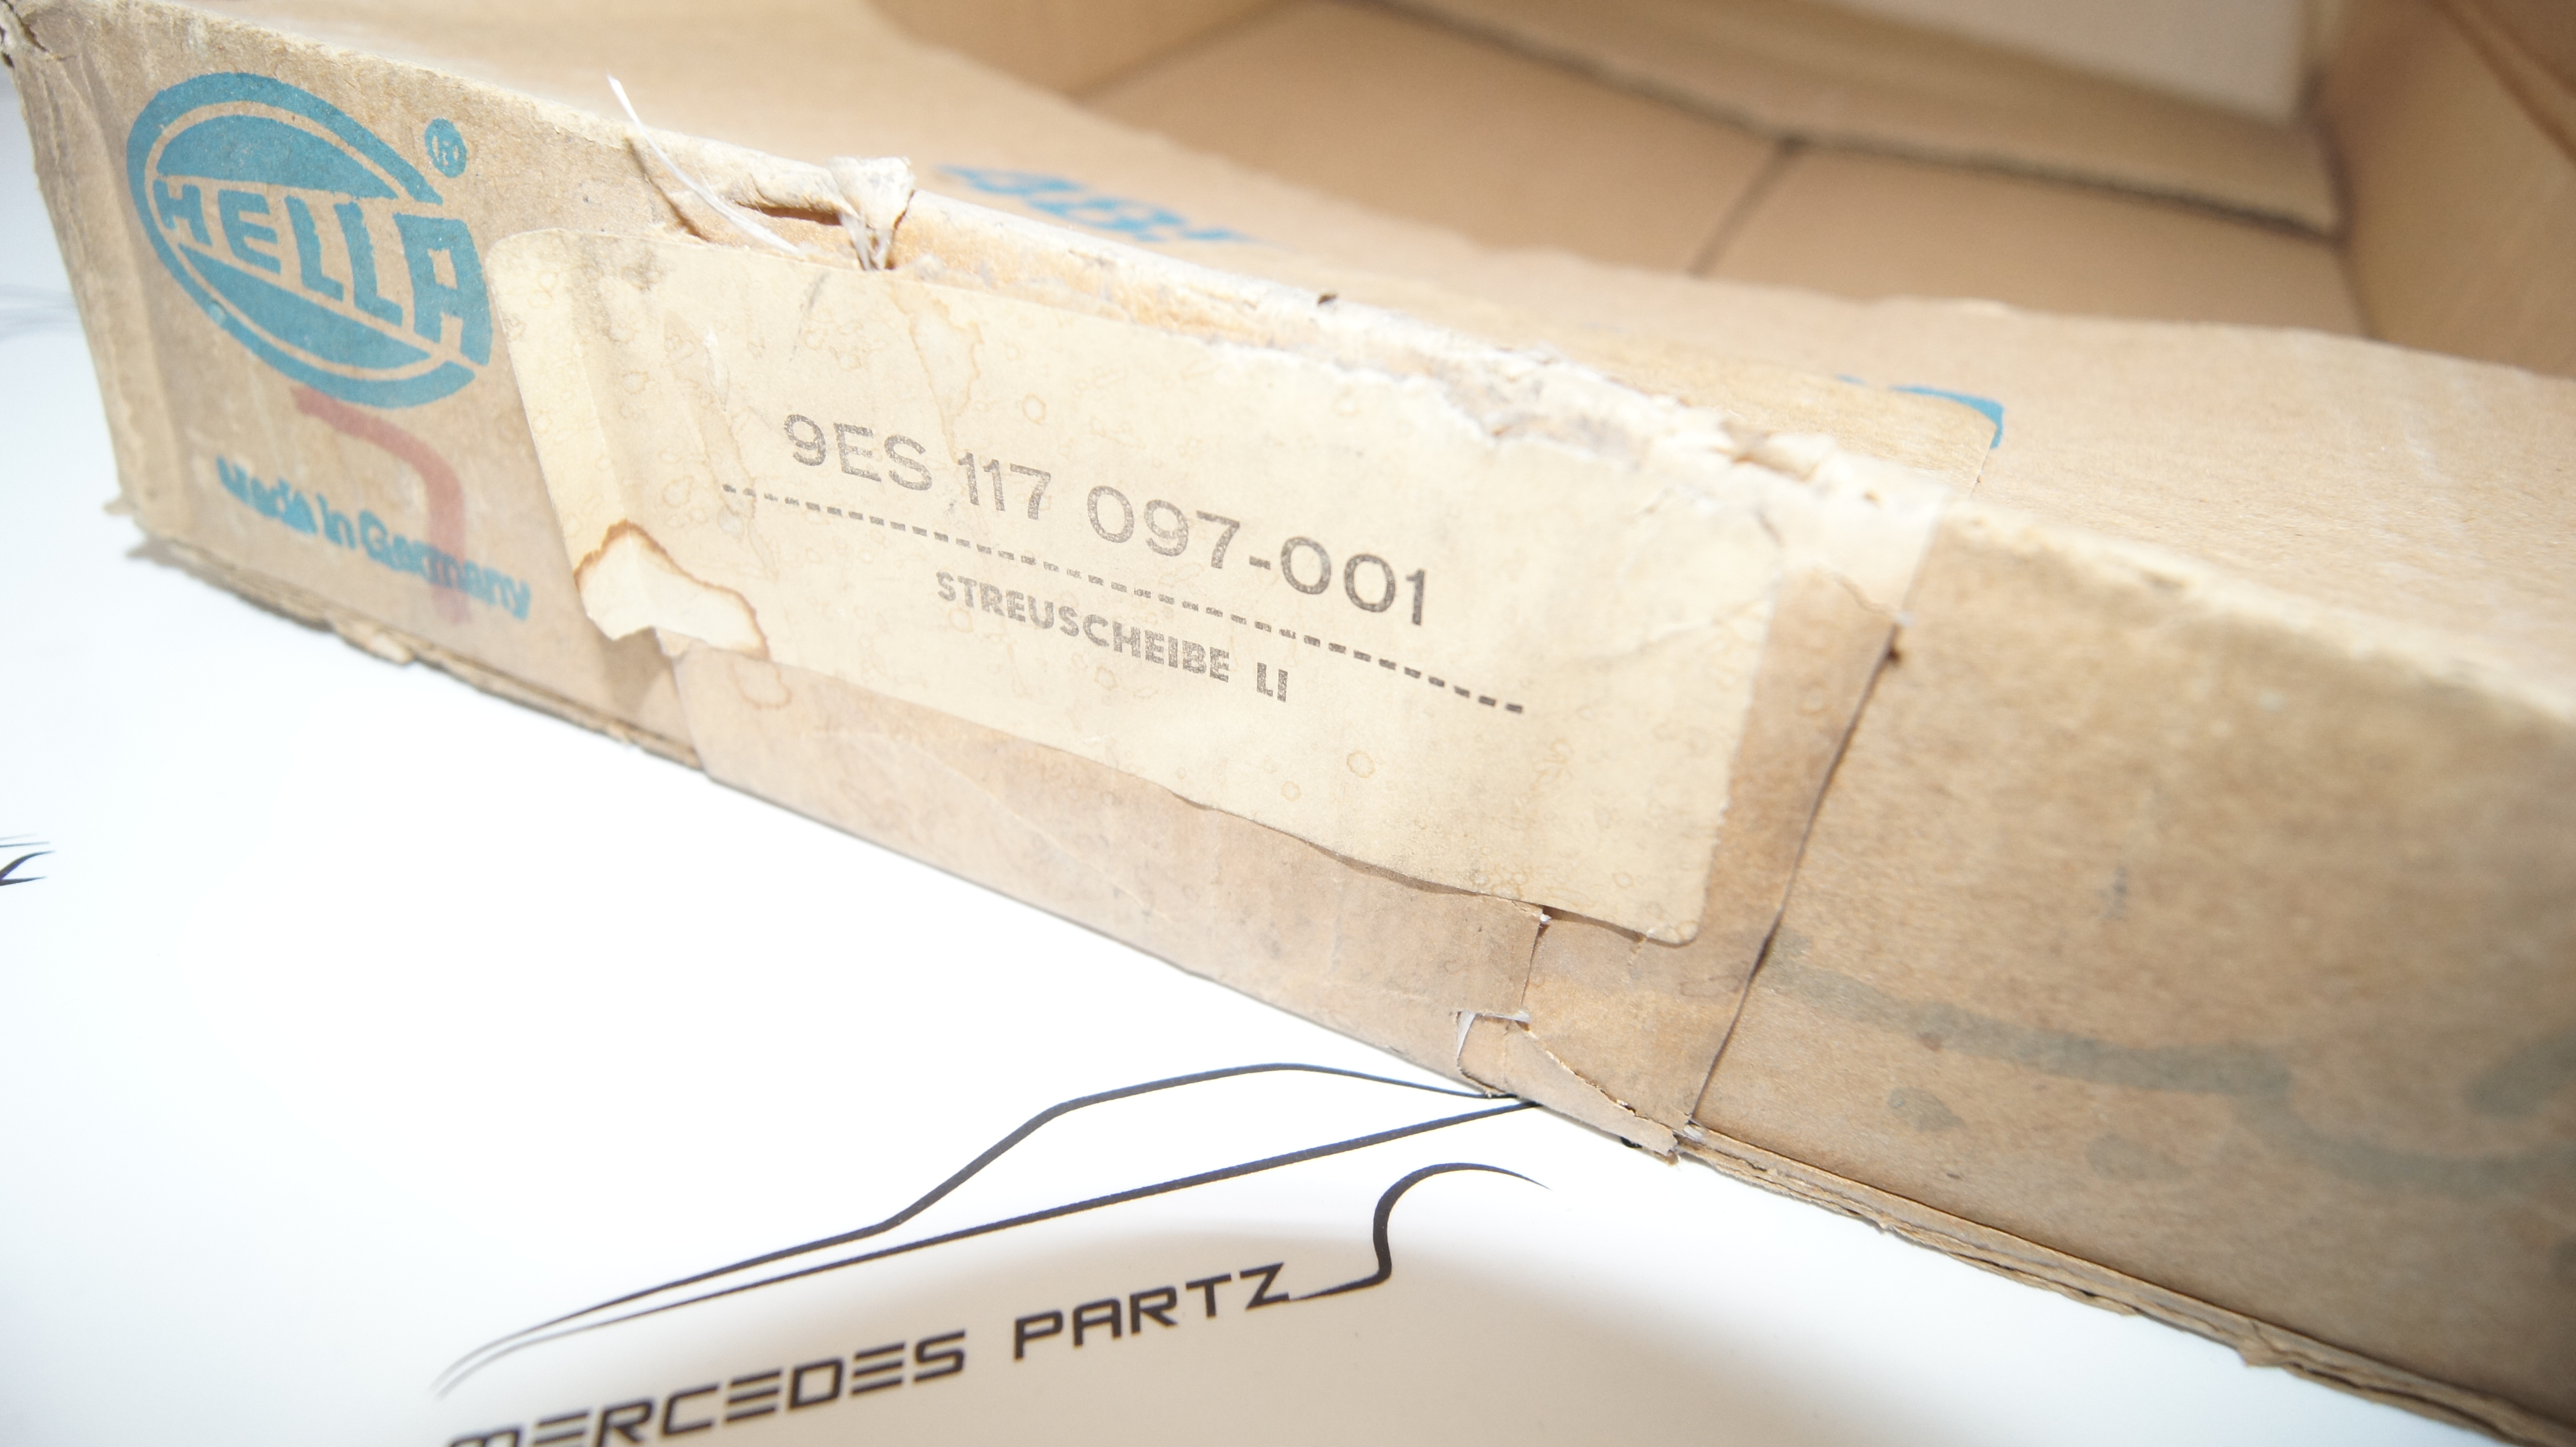 HELLA®
Made in Germany
9ES 117 097-001
STREUSCHEIBE LI
MERCEDES PARTZ